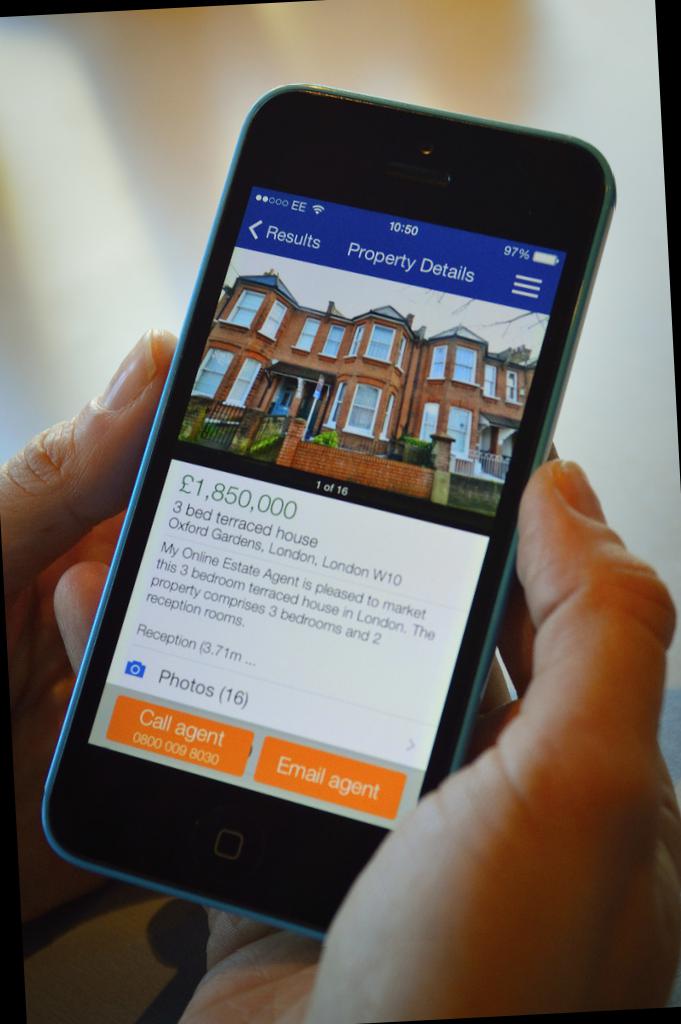 EE 10:50 97%
Results Property Details
1 of 16
£1,850,000
3 bed terraced house
Oxford Gardens, London, London W10
My Online Estate Agent is pleased to market
this 3 bedroom terraced house in London. The
property comprises 3 bedrooms and 2
reception rooms.
Reception (3.71m ...
Photos (16)
Call agent
0800 009 8030
Email agent